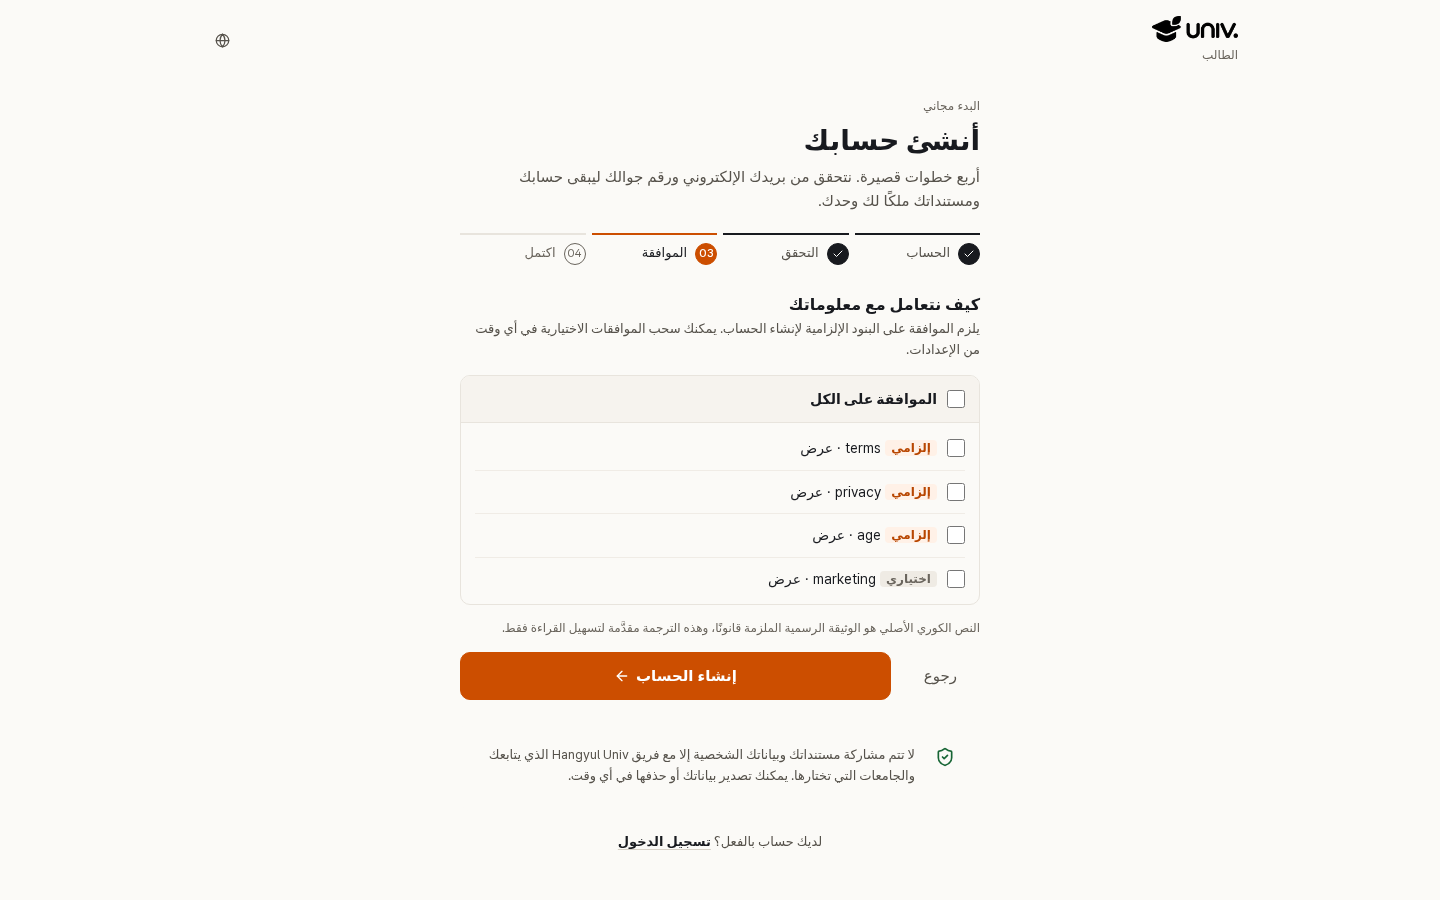 univ.
الطالب
البدء مجاني
أنشئ حسابك
أربع خطوات قصيرة. نتحقق من بريدك الإلكتروني ورقم جوالك ليبقى حسابك
ومستنداتك ملكًا لك وحدك.
الحساب
التحقق
03 الموافقة
04 اكتمل
كيف نتعامل مع معلوماتك
يلزم الموافقة على البنود الإلزامية لإنشاء الحساب. يمكنك سحب الموافقات الاختيارية في أي وقت
من الإعدادات.
الموافقة على الكل
إلزامي terms · عرض
إلزامي privacy · عرض
إلزامي age · عرض
اختياري marketing · عرض
النص الكوري الأصلي هو الوثيقة الرسمية الملزمة قانونًا، وهذه الترجمة مقدَّمة لتسهيل القراءة فقط.
رجوع
إنشاء الحساب ←
لا تتم مشاركة مستنداتك وبياناتك الشخصية إلا مع فريق Hangyul Univ الذي يتابعك
والجامعات التي تختارها. يمكنك تصدير بياناتك أو حذفها في أي وقت.
لديك حساب بالفعل؟ تسجيل الدخول